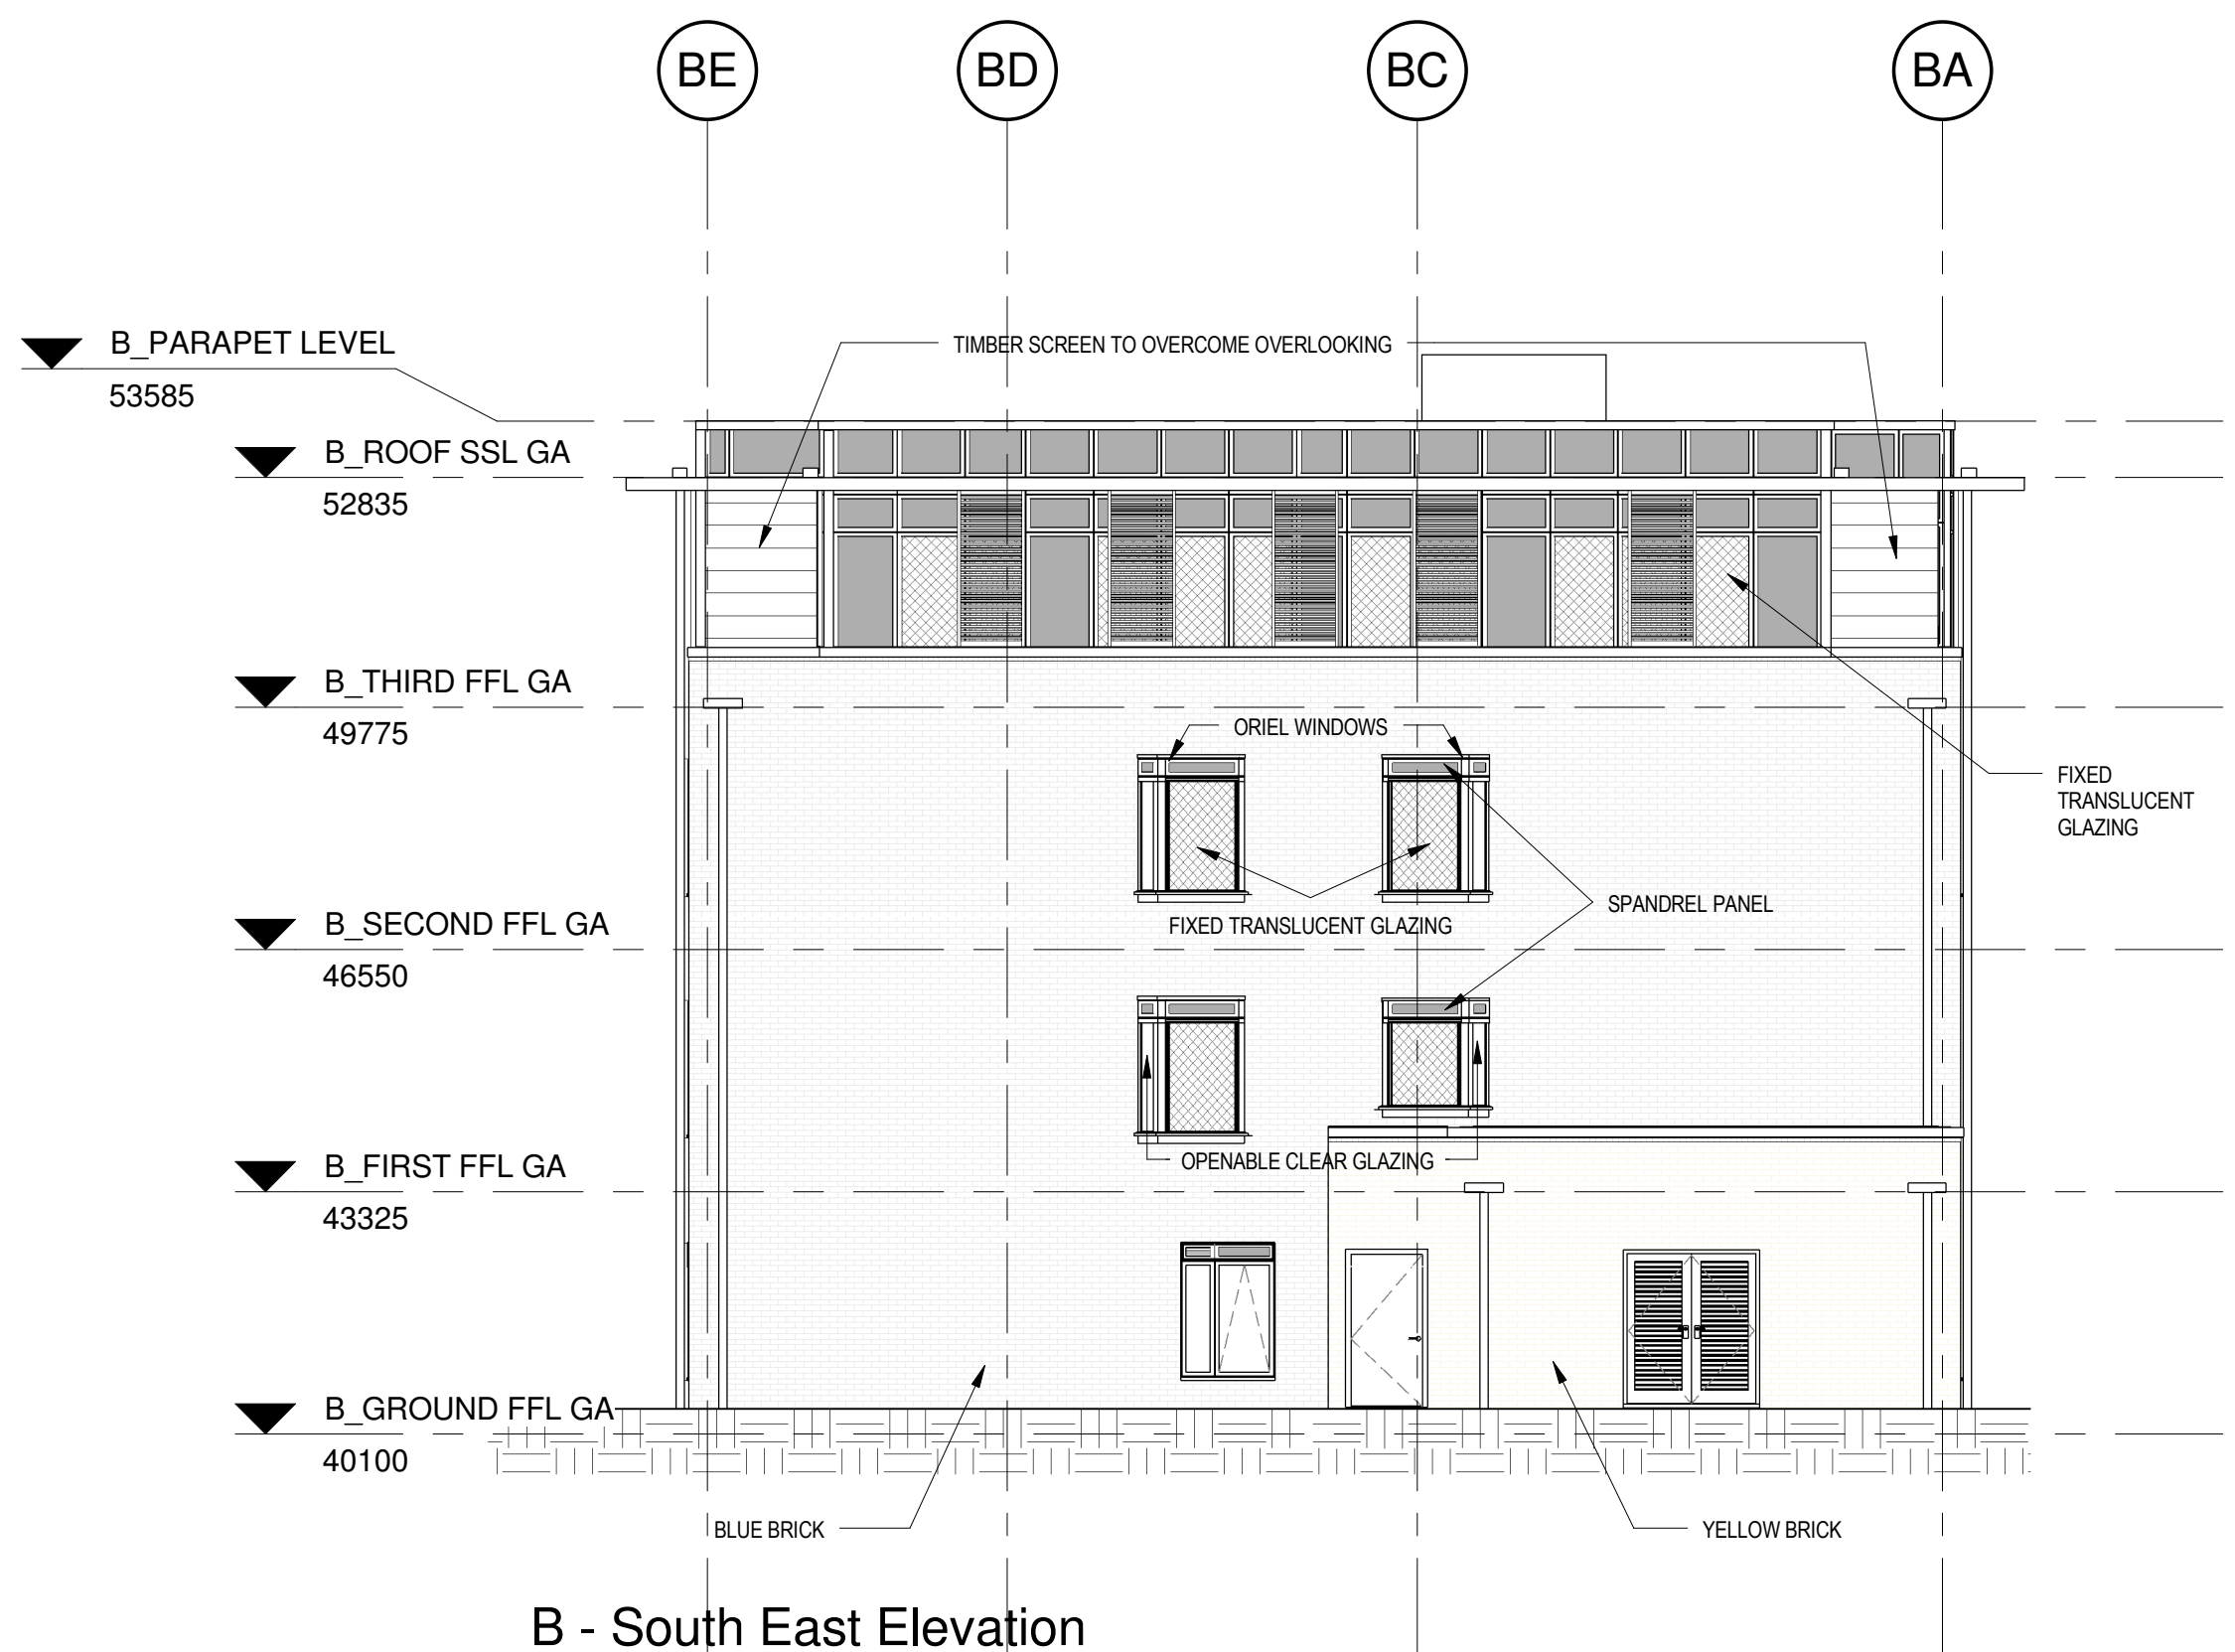 BE
BD
BC
BA
B_PARAPET LEVEL
53585
TIMBER SCREEN TO OVERCOME OVERLOOKING
B_ROOF SSL GA
52835
B_THIRD FFL GA
49775
ORIEL WINDOWS
FIXED
TRANSLUCENT
GLAZING
SPANDREL PANEL
FIXED TRANSLUCENT GLAZING
B_SECOND FFL GA
46550
OPENABLE CLEAR GLAZING
B_FIRST FFL GA
43325
B_GROUND FFL GA
40100
BLUE BRICK
YELLOW BRICK
B - South East Elevation